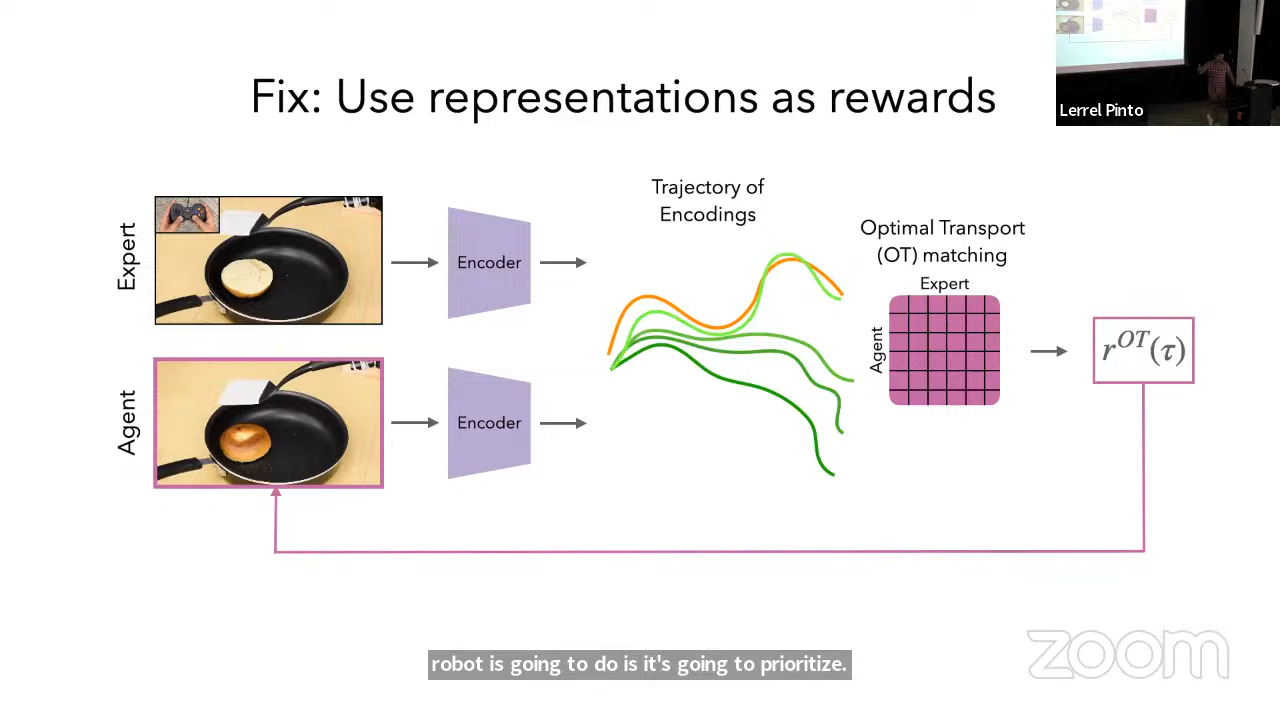 Fix: Use representations as rewards
Lerrel Pinto
Trajectory of
Encodings
Optimal Transport
(OT) matching
Expert
Expert
Encoder
Agent
r^{OT}(τ)
Agent
Encoder
robot is going to do is it's going to prioritize.
zoom